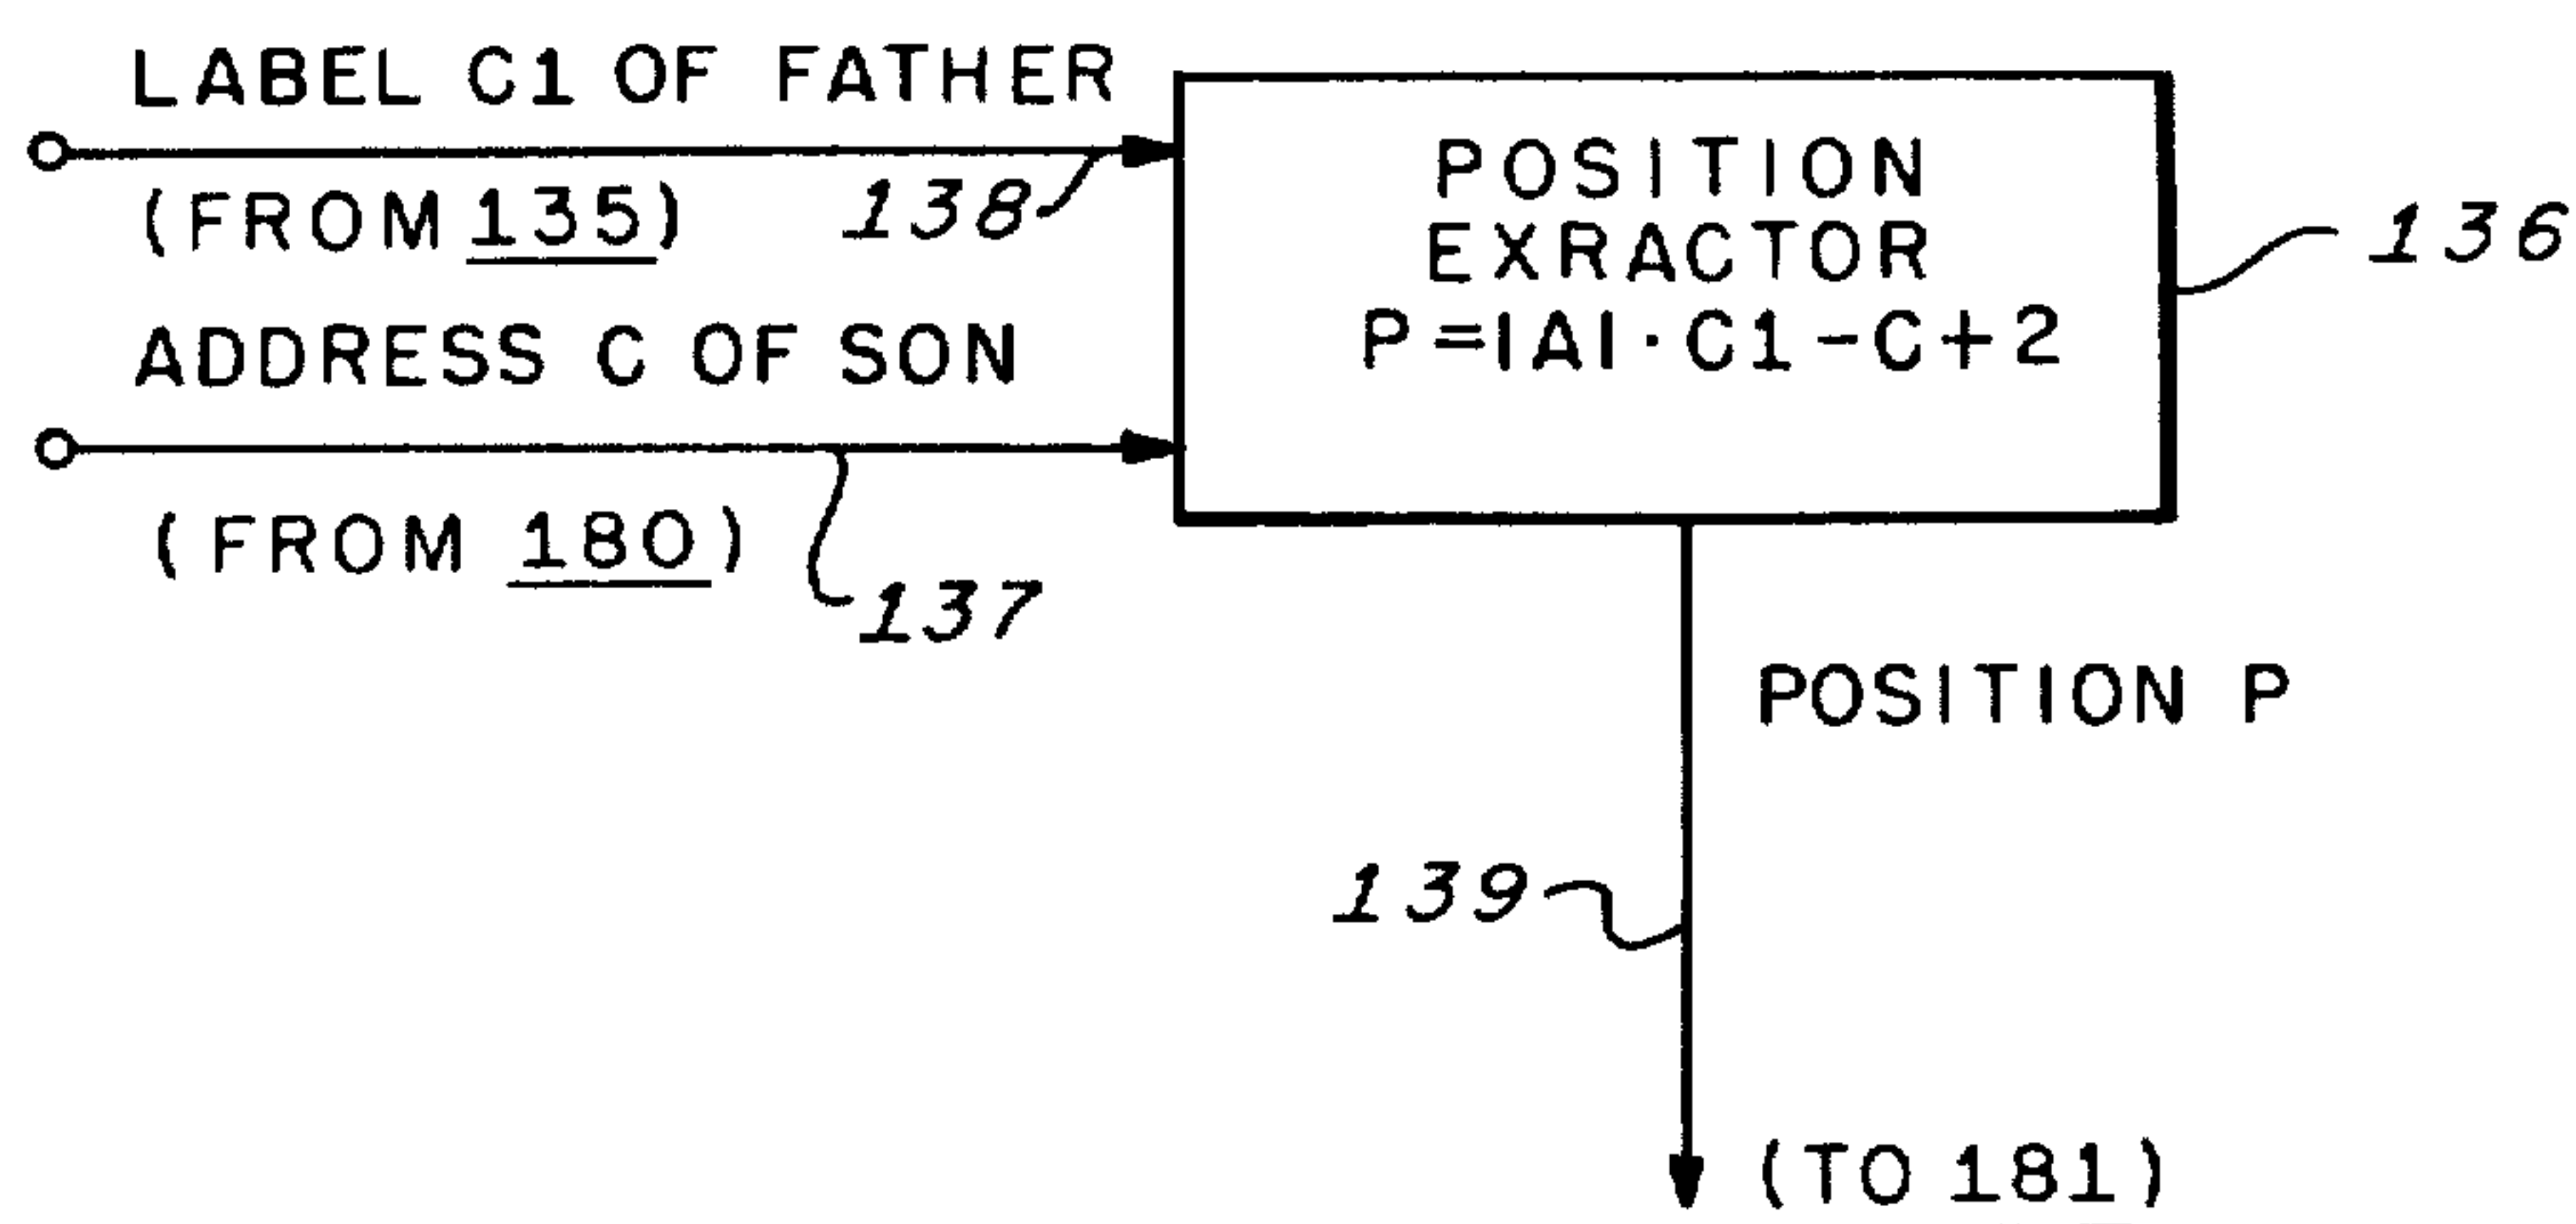 LABEL C1 OF FATHER
(FROM 135)
138
ADDRESS C OF SON
(FROM 180)
137
POSITION
EXRACTOR
P=|A|·C1-C+2
136
POSITION P
139
(TO 181)